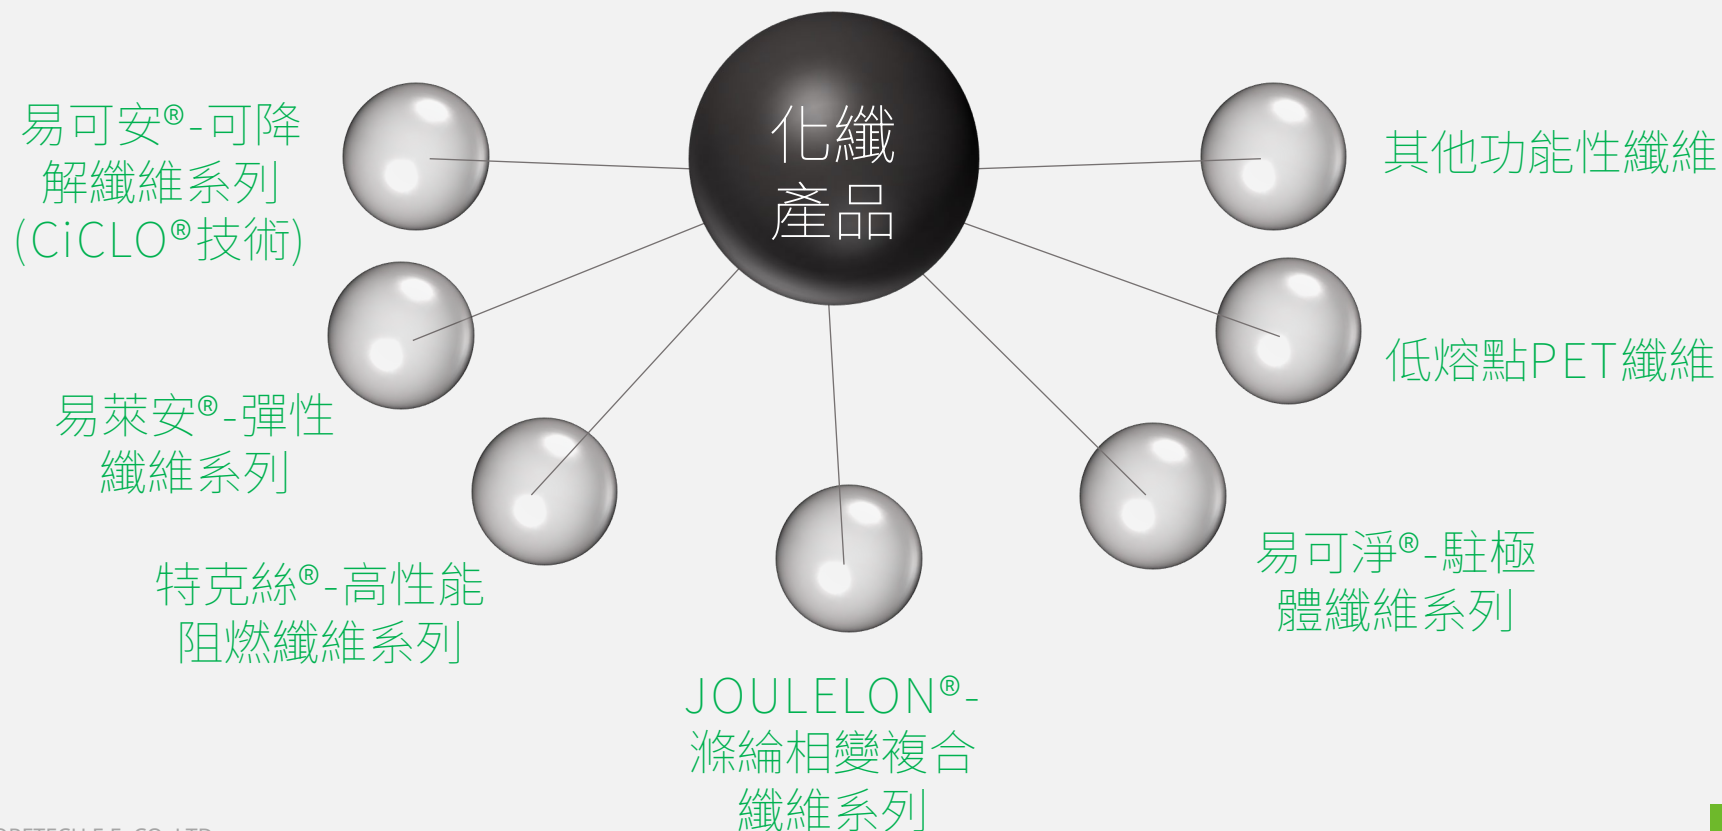 化纖
產品
易可安®-可降
解纖維系列
(CiCLO®技術)
易萊安®-彈性
纖維系列
特克絲®-高性能
阻燃纖維系列
JOULELON®-
滌綸相變複合
纖維系列
易可淨®-駐極
體纖維系列
低熔點PET纖維
其他功能性纖維